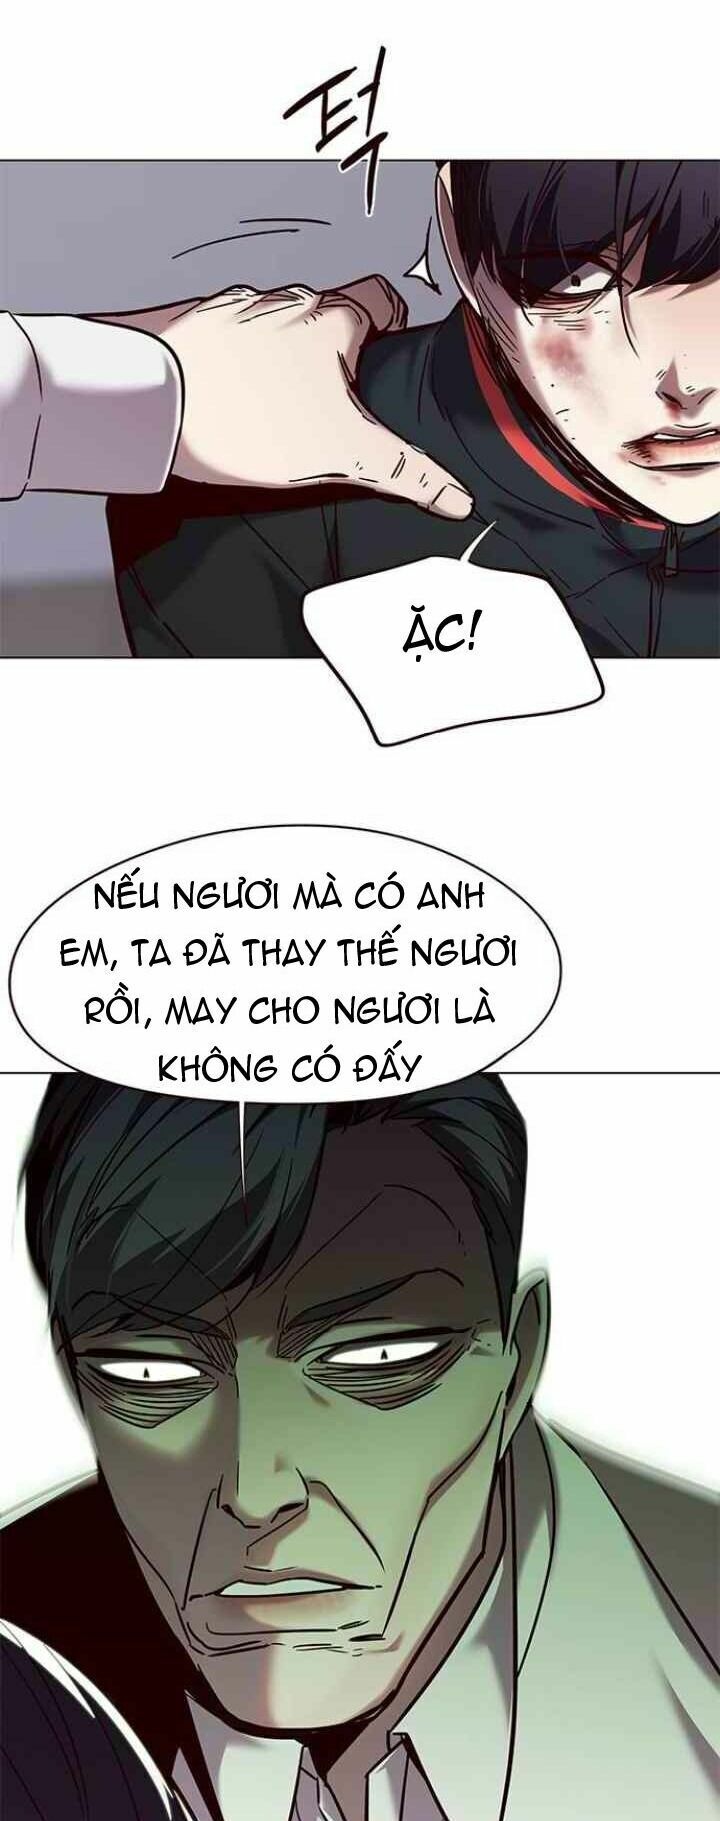 턱
ẶC!
NẾU NGƯƠI MÀ CÓ ANH
EM, TA ĐÃ THAY THẾ NGƯƠI
RỒI, MAY CHO NGƯƠI LÀ
KHÔNG CÓ ĐẤY